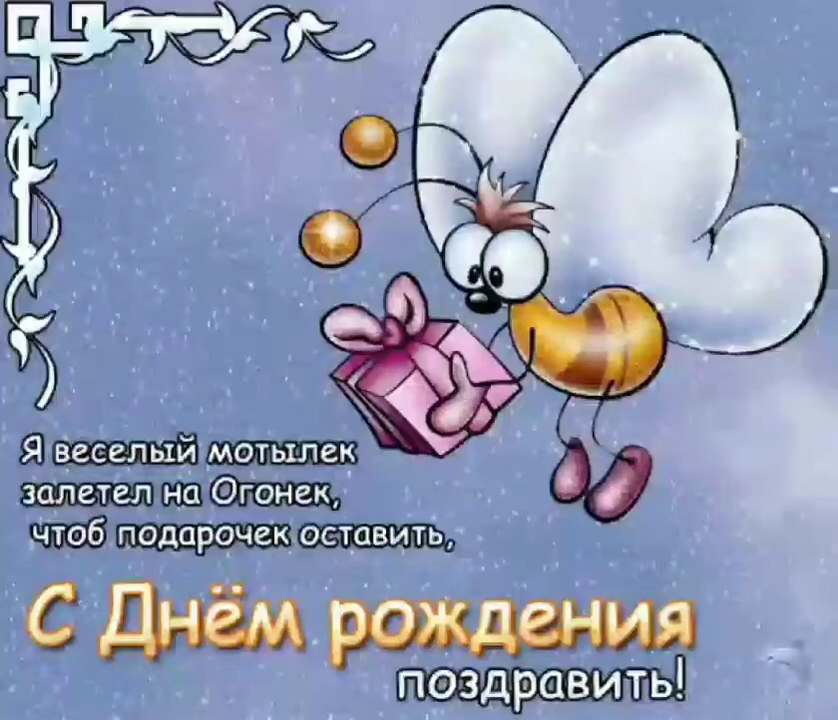 Я веселый мотылек
залетел на Огонек,
чтоб подарочек оставить,
С Днём рождения
поздравить!